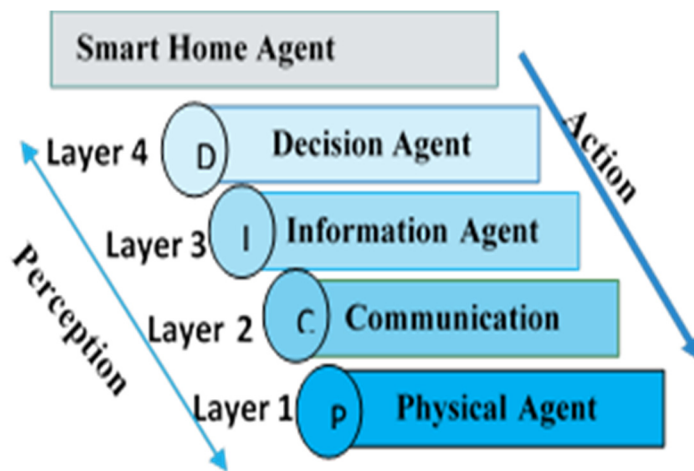 Smart Home Agent
Action
Layer 4
D
Decision Agent
Layer 3
I
Information Agent
Perception
Layer 2
C
Communication
Layer 1
P
Physical Agent